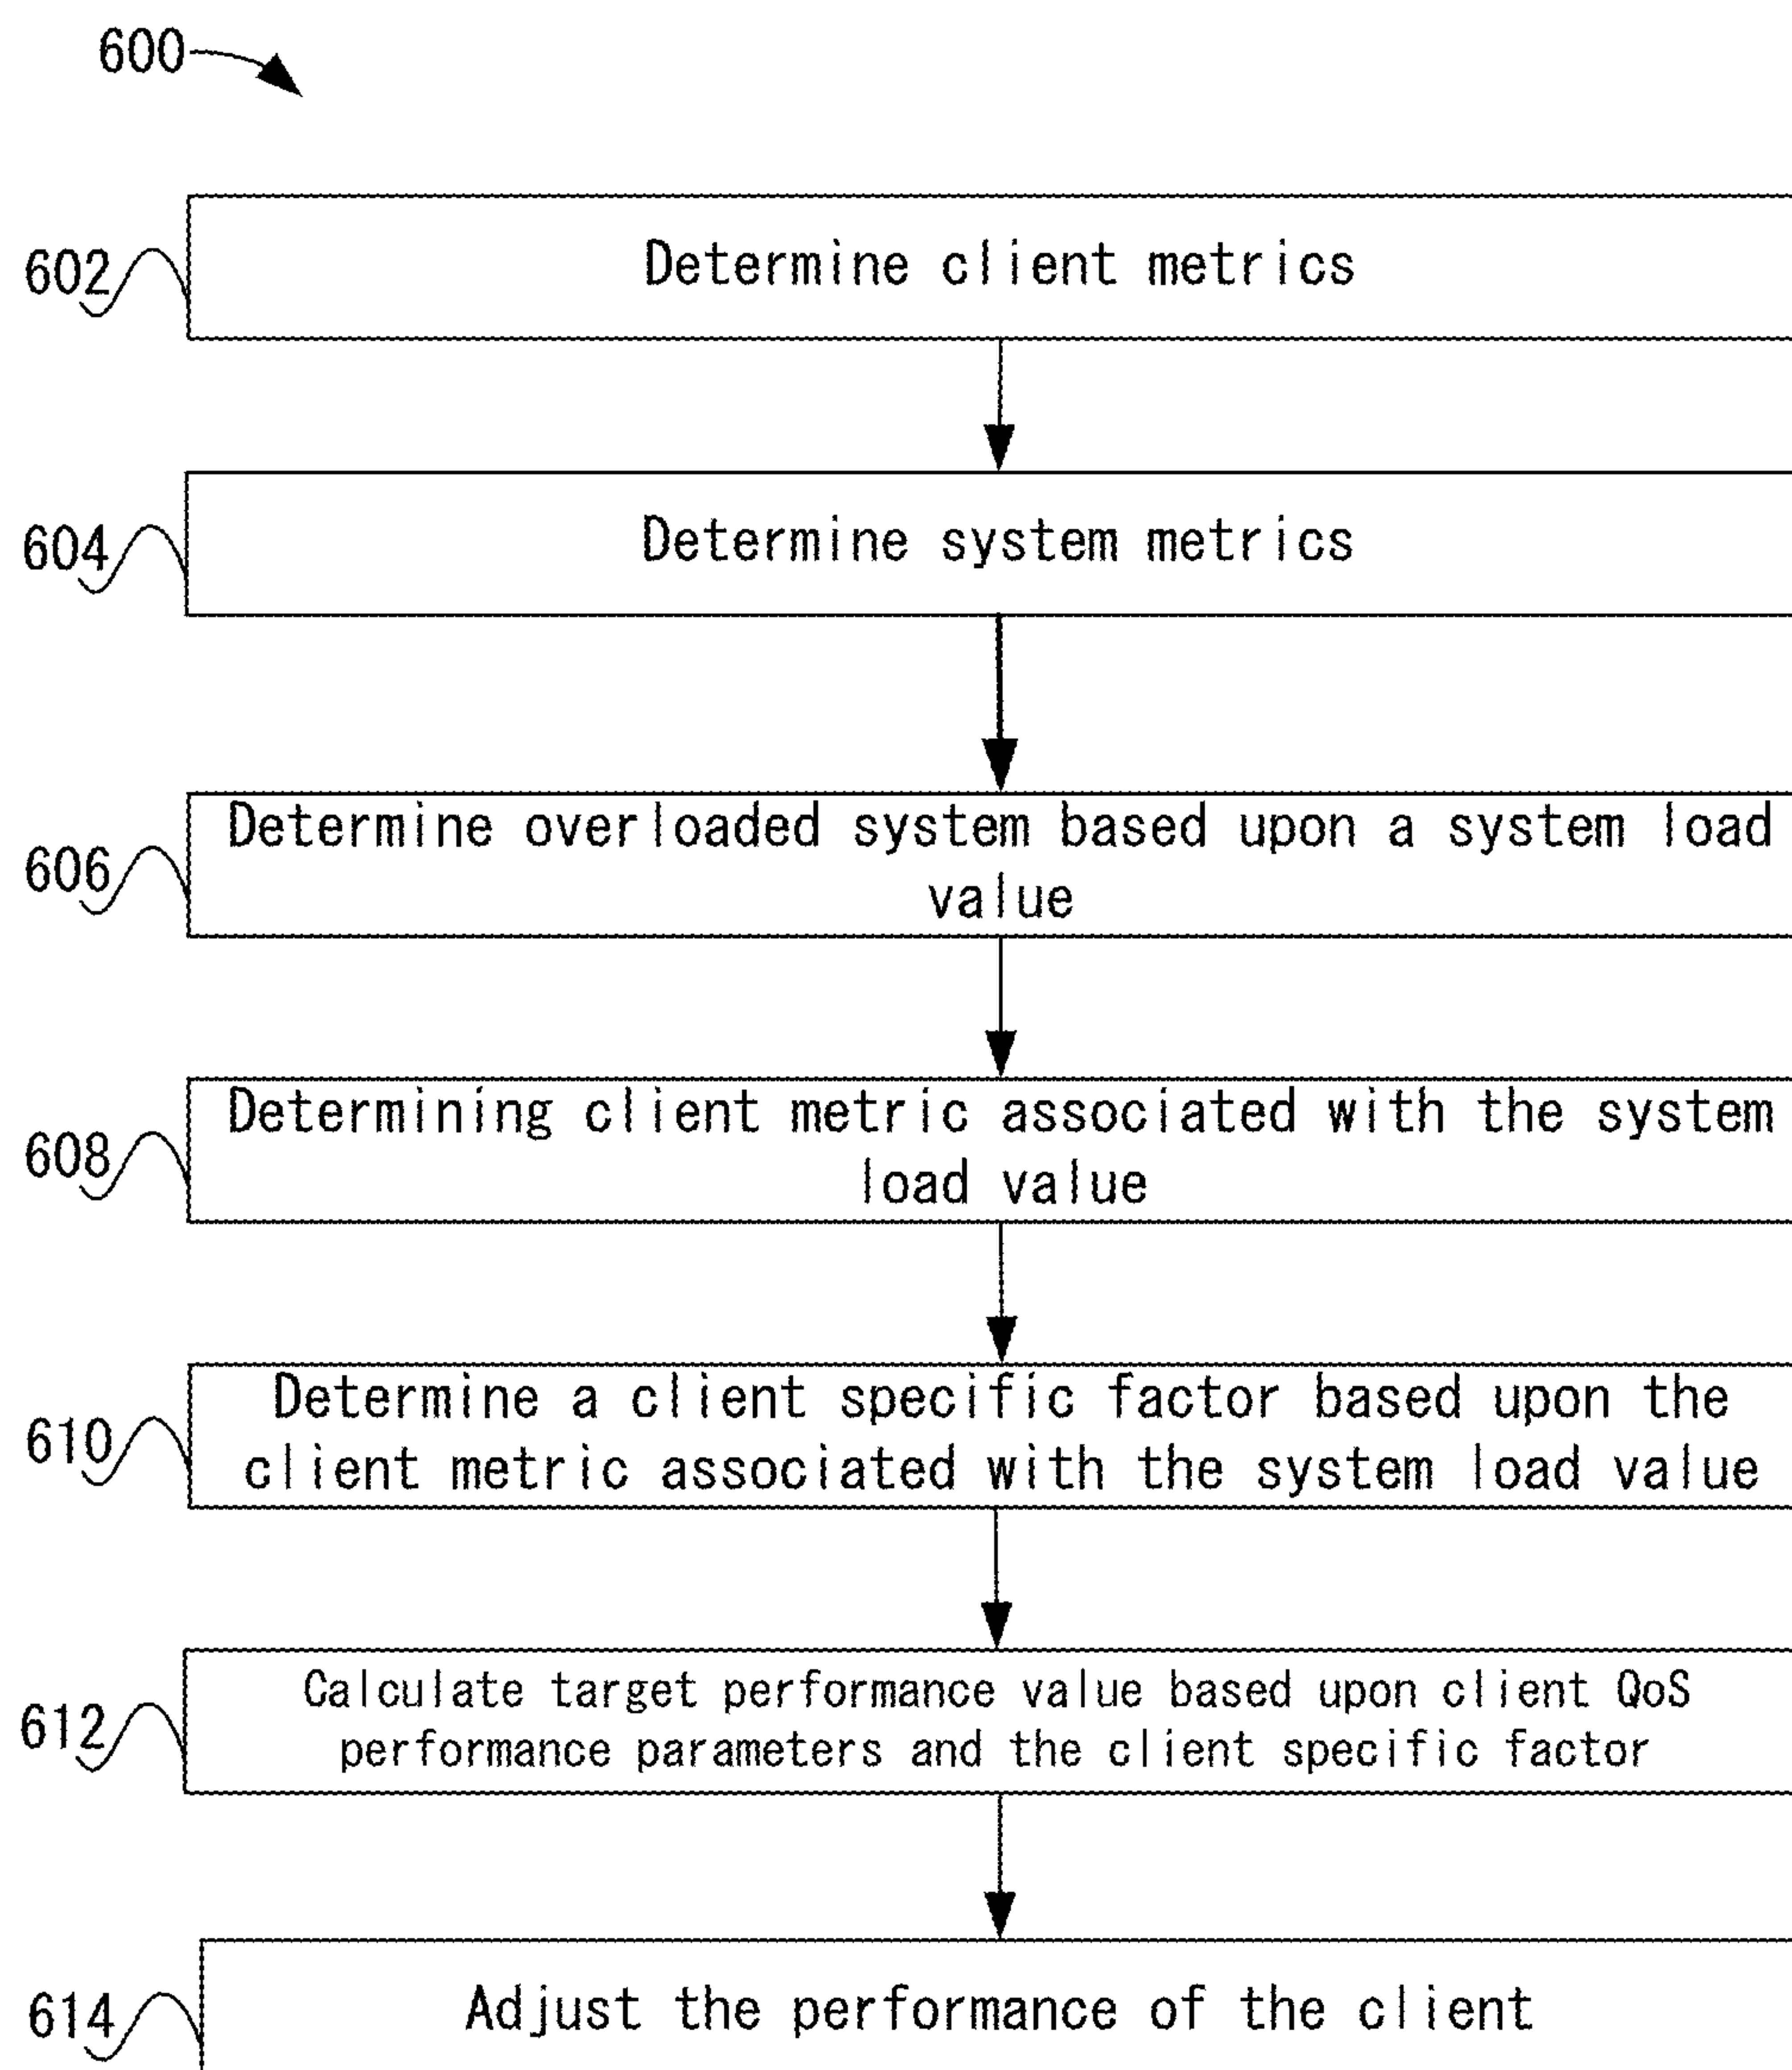 600
602
Determine client metrics
604
Determine system metrics
606
Determine overloaded system based upon a system load
value
608
Determining client metric associated with the system
load value
610
Determine a client specific factor based upon the
client metric associated with the system load value
612
Calculate target performance value based upon client QoS
performance parameters and the client specific factor
614
Adjust the performance of the client